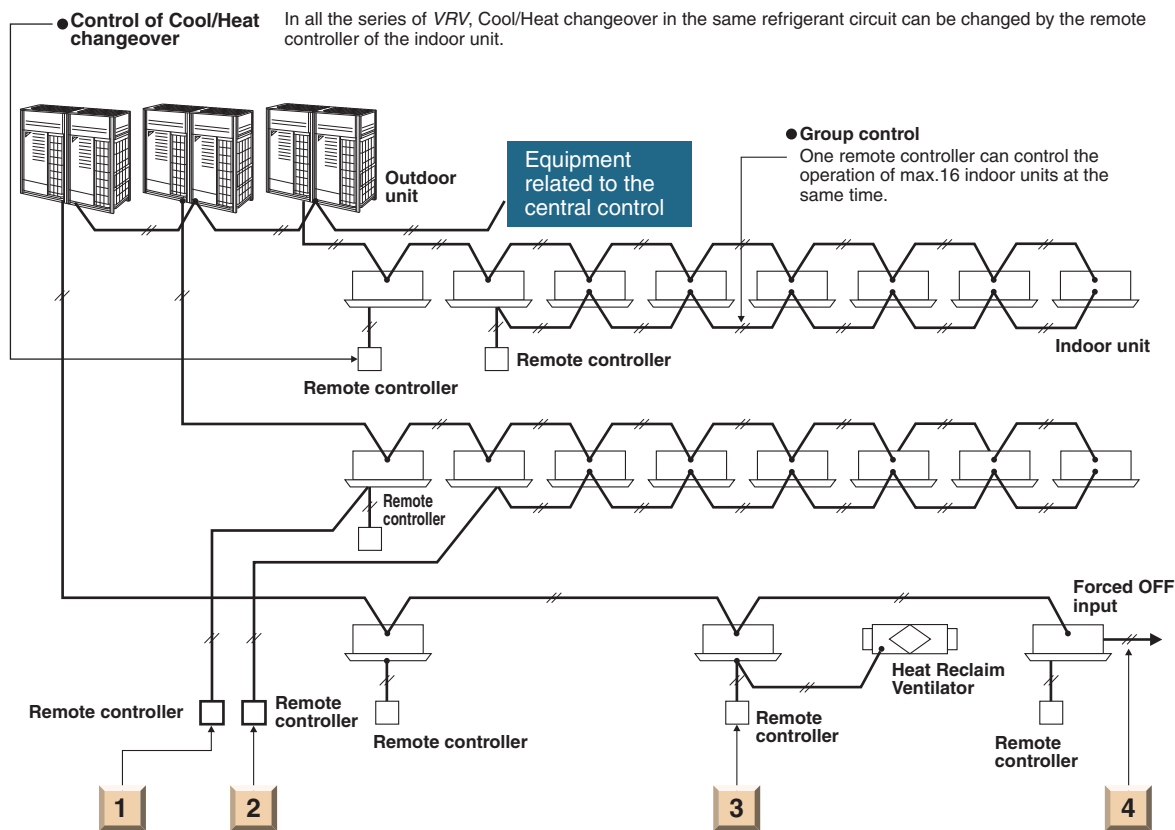 ● Control of Cool/Heat
changeover
In all the series of VRV, Cool/Heat changeover in the same refrigerant circuit can be changed by the remote
controller of the indoor unit.
● Group control
One remote controller can control the
operation of max.16 indoor units at the
same time.
Outdoor
unit
Equipment
related to the
central control
Indoor unit
Remote controller
Remote controller
Remote
controller
Forced OFF
input
Heat Reclaim
Ventilator
Remote controller
Remote
controller
Remote controller
Remote
controller
Remote
controller
1
2
3
4